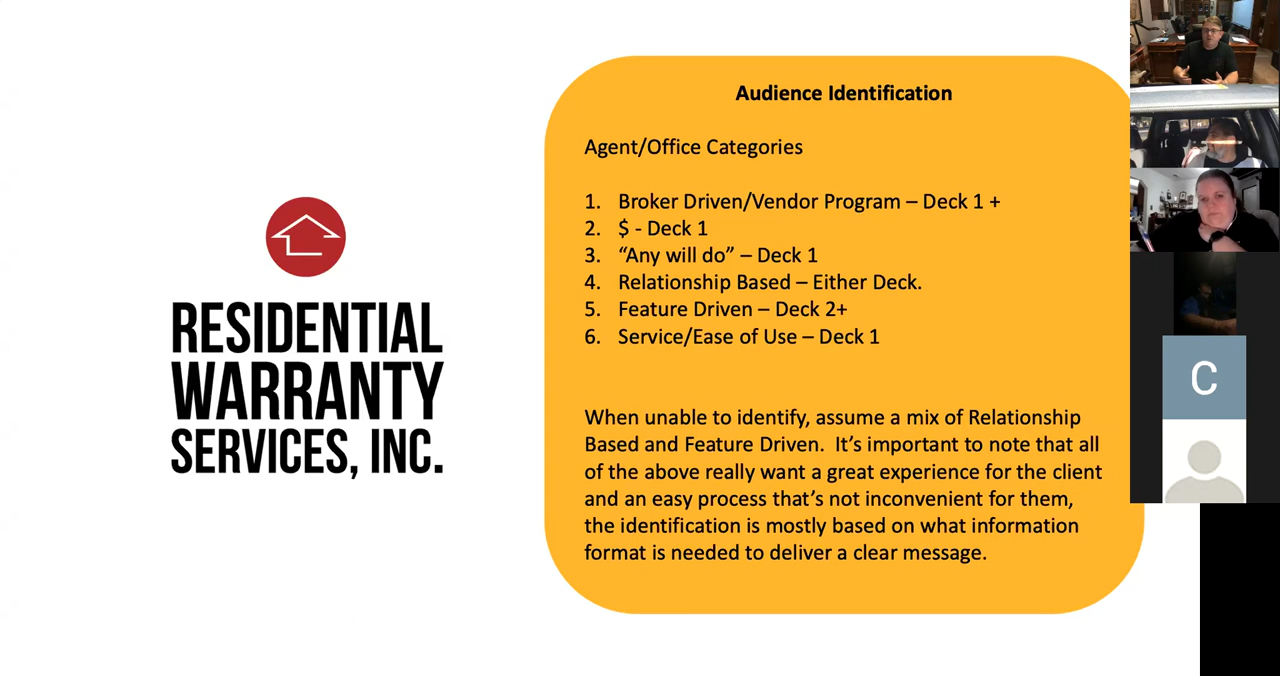 RESIDENTIAL
WARRANTY
SERVICES, INC.
Audience Identification
Agent/Office Categories
1. Broker Driven/Vendor Program – Deck 1 +
2. $ - Deck 1
3. “Any will do” – Deck 1
4. Relationship Based – Either Deck.
5. Feature Driven – Deck 2+
6. Service/Ease of Use – Deck 1
When unable to identify, assume a mix of Relationship
Based and Feature Driven. It’s important to note that all
of the above really want a great experience for the client
and an easy process that’s not inconvenient for them,
the identification is mostly based on what information
format is needed to deliver a clear message.
C